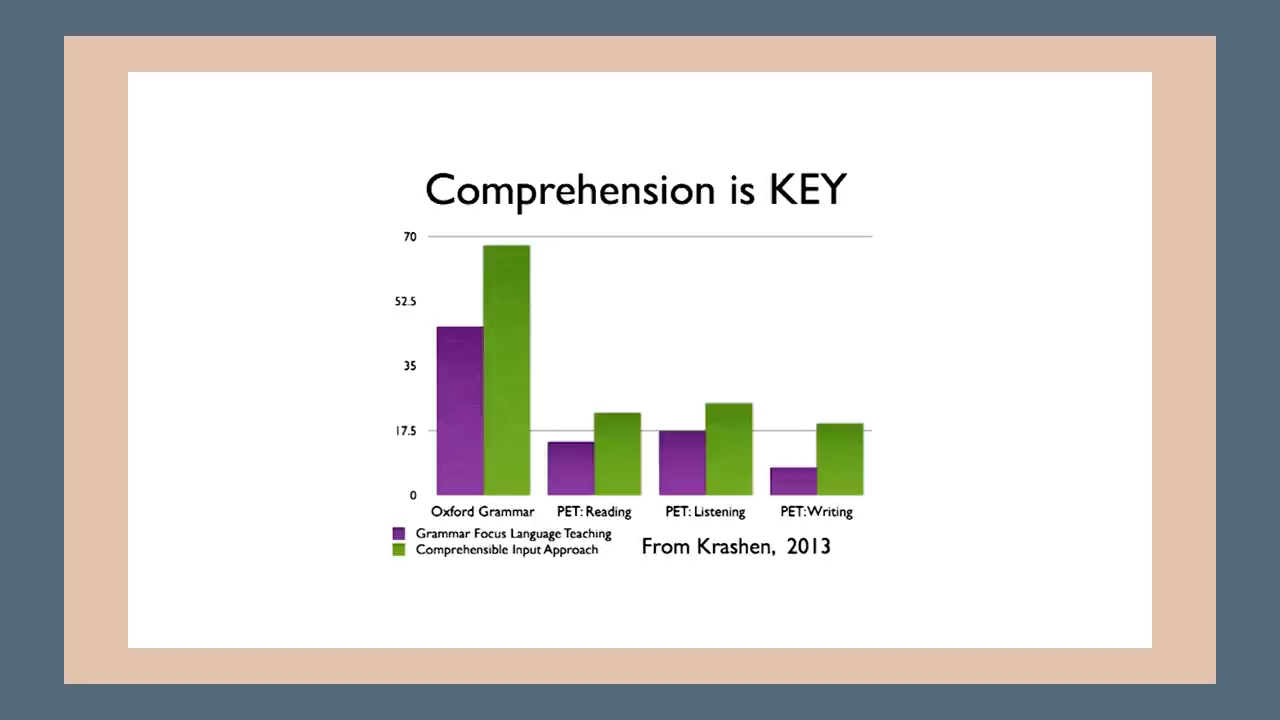 Comprehension is KEY
70
52.5
35
17.5
0
Oxford Grammar PET: Reading PET: Listening PET:Writing
Grammar Focus Language Teaching
Comprehensible Input Approach
From Krashen, 2013